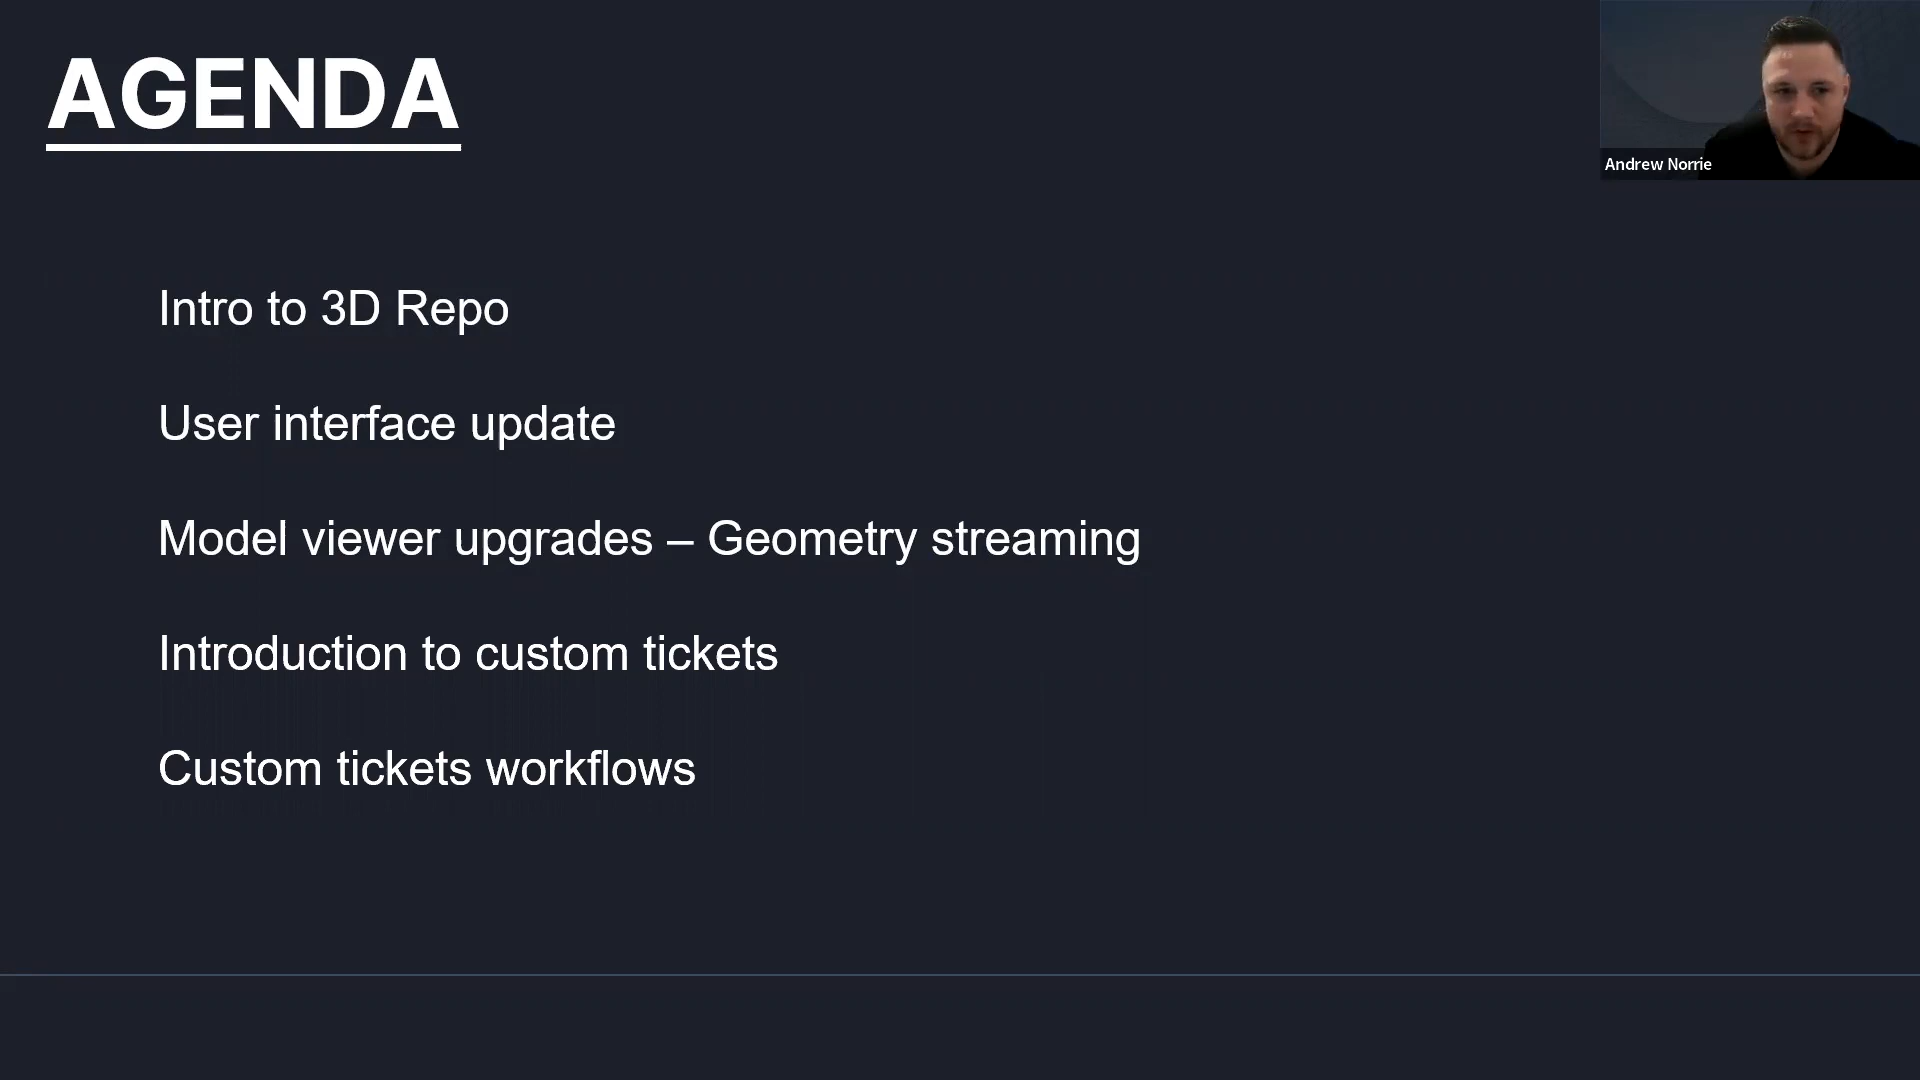 AGENDA
Andrew Norrie
Intro to 3D Repo
User interface update
Model viewer upgrades – Geometry streaming
Introduction to custom tickets
Custom tickets workflows